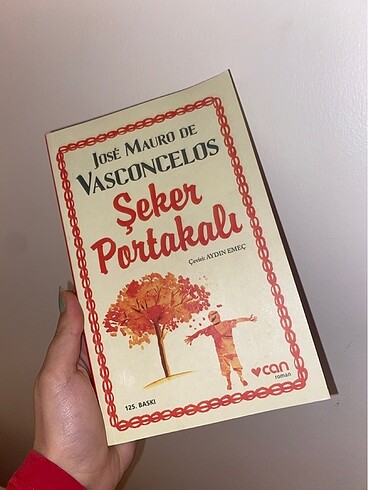 JOSÉ MAURO DE
VASCONCELOS
Şeker
Portakalı
Çeviri: AYDIN EMEÇ
can
roman
125. BASKI